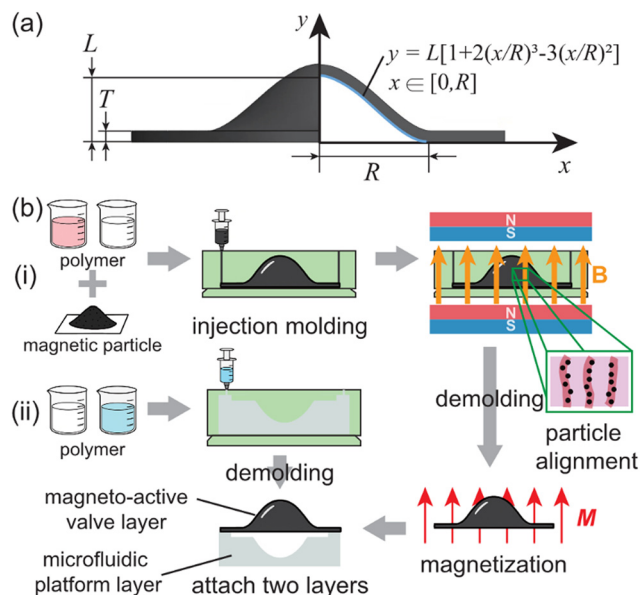 (a)
y
L
y = L[1+2(x/R)³-3(x/R)²]
x ∈ [0,R]
T
R
x
(b)
(i)
polymer
magnetic particle
injection molding
N
S
B
N
S
demolding
particle
alignment
(ii)
polymer
demolding
magneto-active
valve layer
microfluidic
platform layer
attach two layers
M
magnetization